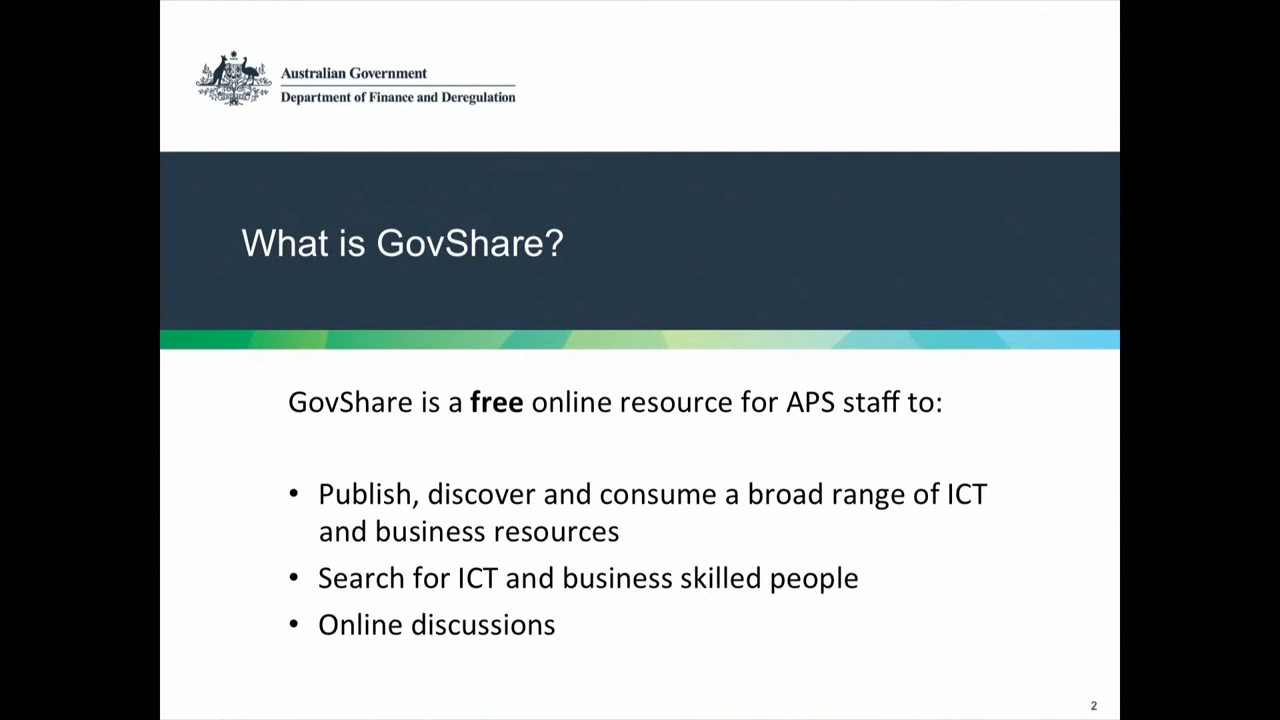 Australian Government
Department of Finance and Deregulation
What is GovShare?
GovShare is a free online resource for APS staff to:
• Publish, discover and consume a broad range of ICT
and business resources
• Search for ICT and business skilled people
• Online discussions
2